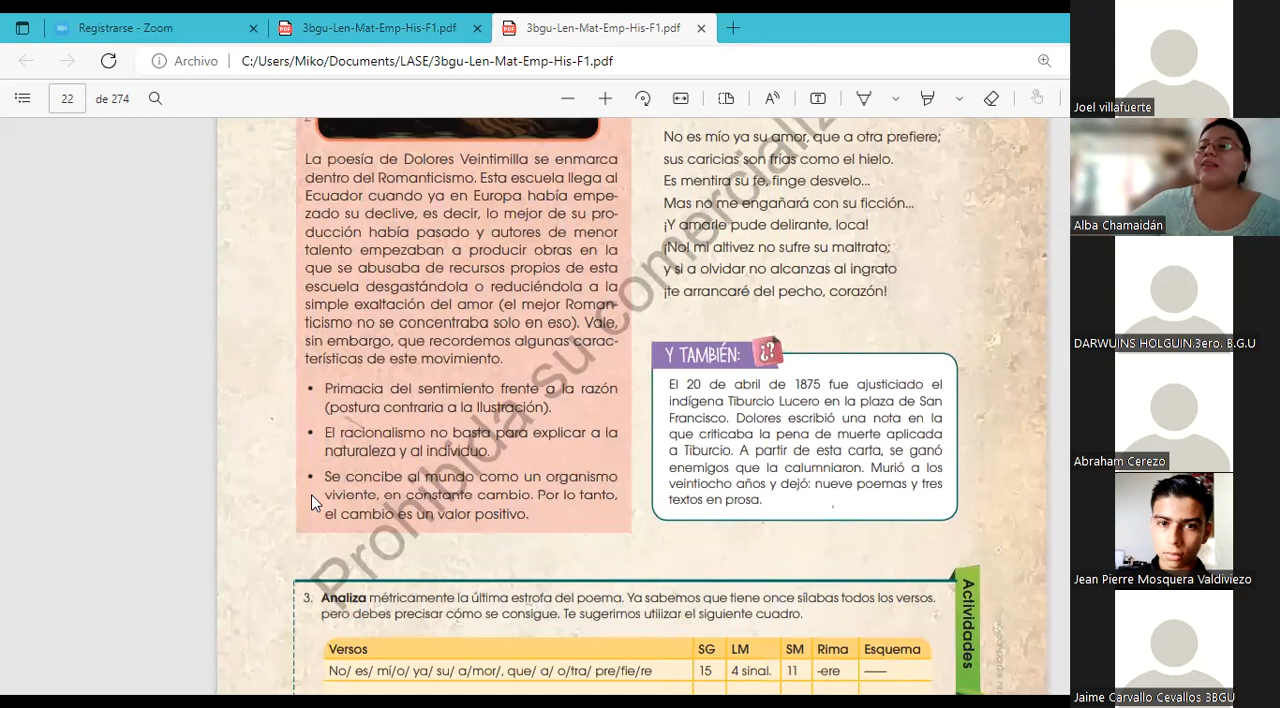 Registrarse - Zoom
3bgu-Len-Mat-Emp-His-F1.pdf
3bgu-Len-Mat-Emp-His-F1.pdf
Archivo
C:/Users/Miko/Documents/LASE/3bgu-Len-Mat-Emp-His-F1.pdf
22
de 274
La poesía de Dolores Veintimilla se enmarca
dentro del Romanticismo. Esta escuela llega al
Ecuador cuando ya en Europa había empe-
zado su declive, es decir, lo mejor de su pro-
ducción había pasado y autores de menor
talento empezaban a producir obras en la
que se abusaba de recursos propios de esta
escuela desgastándola o reduciéndola a la
simple exaltación del amor (el mejor Roman-
ticismo no se concentraba solo en eso). Vale,
sin embargo, que recordemos algunas carac-
terísticas de este movimiento.
• Primacia del sentimiento frente a la razón
(postura contraria a la Ilustración).
• El racionalismo no basta para explicar a la
naturaleza y al individuo.
• Se concibe al mundo como un organismo
viviente, en constante cambio. Por lo tanto,
el cambio es un valor positivo.
No es mío ya su amor, que a otra prefiere;
sus caricias son frías como el hielo.
Es mentira su fe, finge desvelo...
Mas no me engañará con su ficción...
¡Y amarle pude delirante, loca!
¡No! mi altivez no sufre su maltrato;
y si a olvidar no alcanzas al ingrato
¡te arrancaré del pecho, corazón!
Y TAMBIÉN: ¿?
El 20 de abril de 1875 fue ajusticiado el
indígena Tiburcio Lucero en la plaza de San
Francisco. Dolores escribió una nota en la
que criticaba la pena de muerte aplicada
a Tiburcio. A partir de esta carta, se ganó
enemigos que la calumniaron. Murió a los
veintiocho años y dejó: nueve poemas y tres
textos en prosa.
Prohibida su comercializ
3. Analiza métricamente la última estrofa del poema. Ya sabemos que tiene once sílabas todos los versos.
pero debes precisar cómo se consigue. Te sugerimos utilizar el siguiente cuadro.
Versos SG LM SM Rima Esquema
No/ es/ mí/o/ ya/ su/ a/mor/, que/ a/ o/tra/ pre/fie/re 15 4 sinal. 11 -ere ——
Actividades
Joel villafuerte
Alba Chamaidán
DARWUINS HOLGUIN.3ero. B.G.U
Abraham Cerezo
Jean Pierre Mosquera Valdiviezo
Jaime Carvallo Cevallos 3BGU